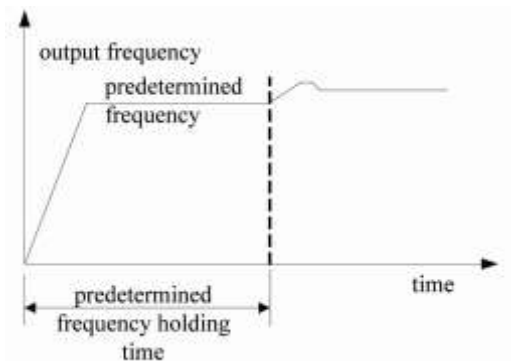 output frequency
predetermined
frequency
time
predetermined
frequency holding
time